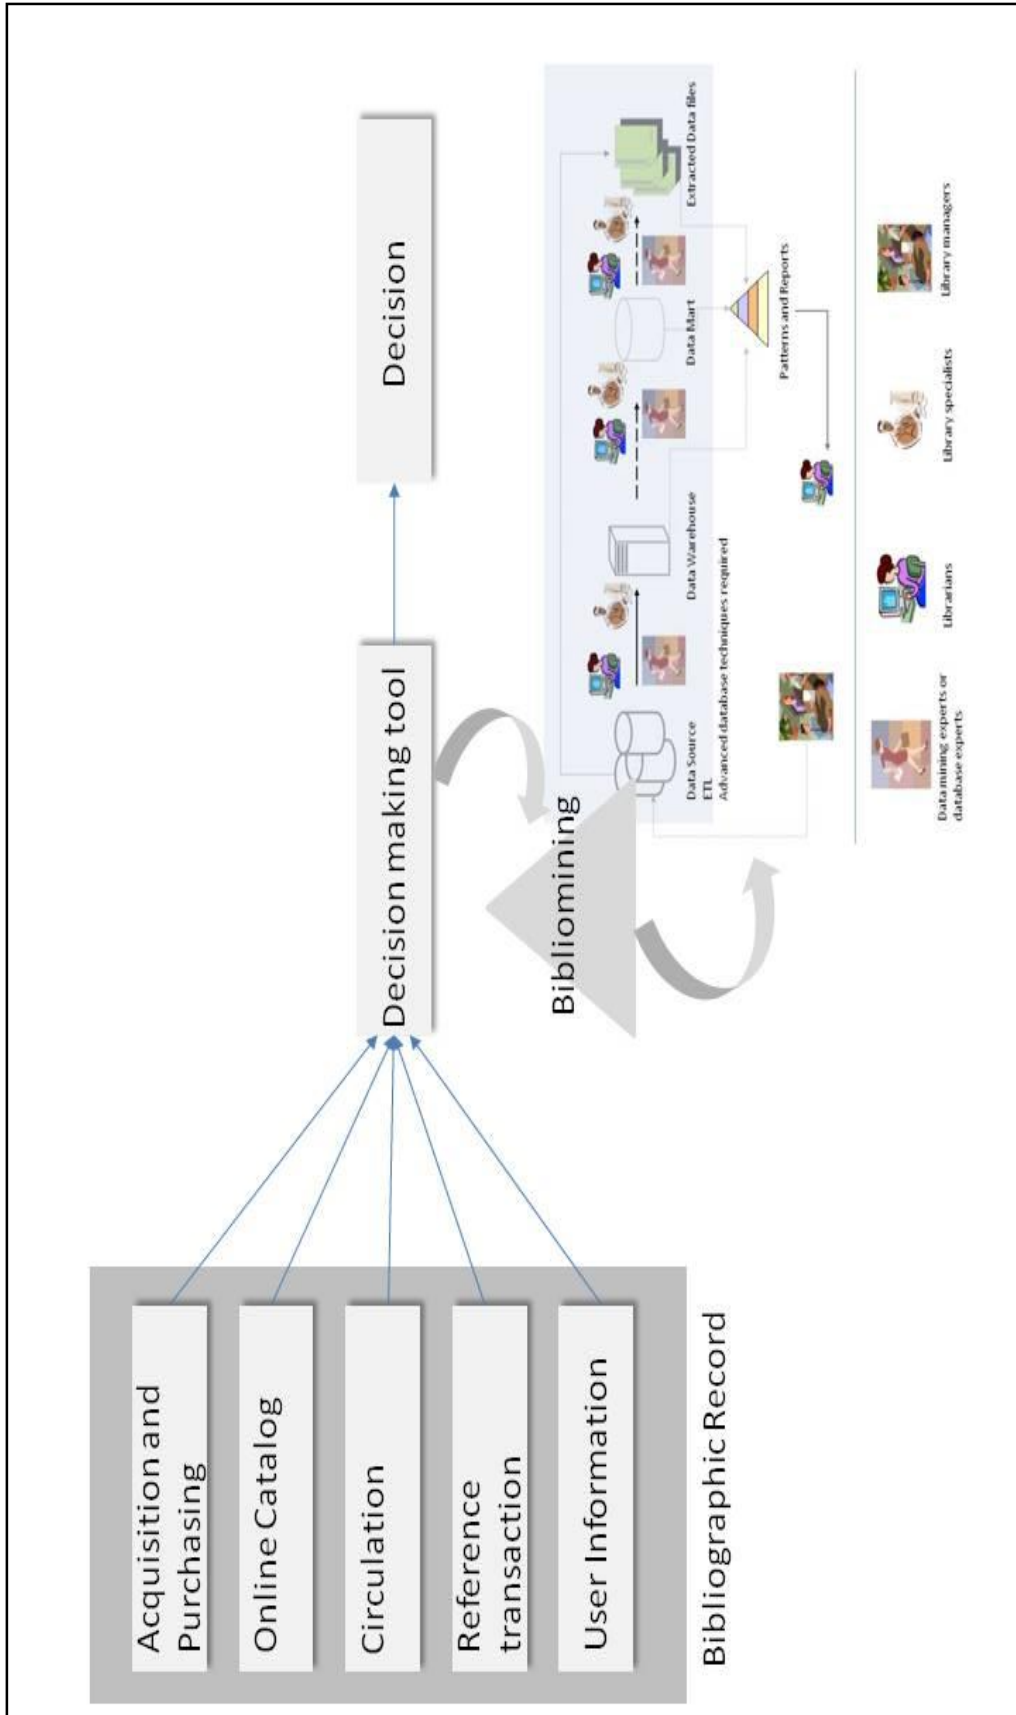 Acquisition and
Purchasing
Online Catalog
Circulation
Reference
transaction
User Information
Bibliographic Record
Decision making tool
Decision
Bibliomining
Data Source
ETL
Advanced database techniques required
Data Warehouse
Data Mart
Extracted Data files
Patterns and Reports
Data mining experts or
database experts
Librarians
Library specialists
Library managers